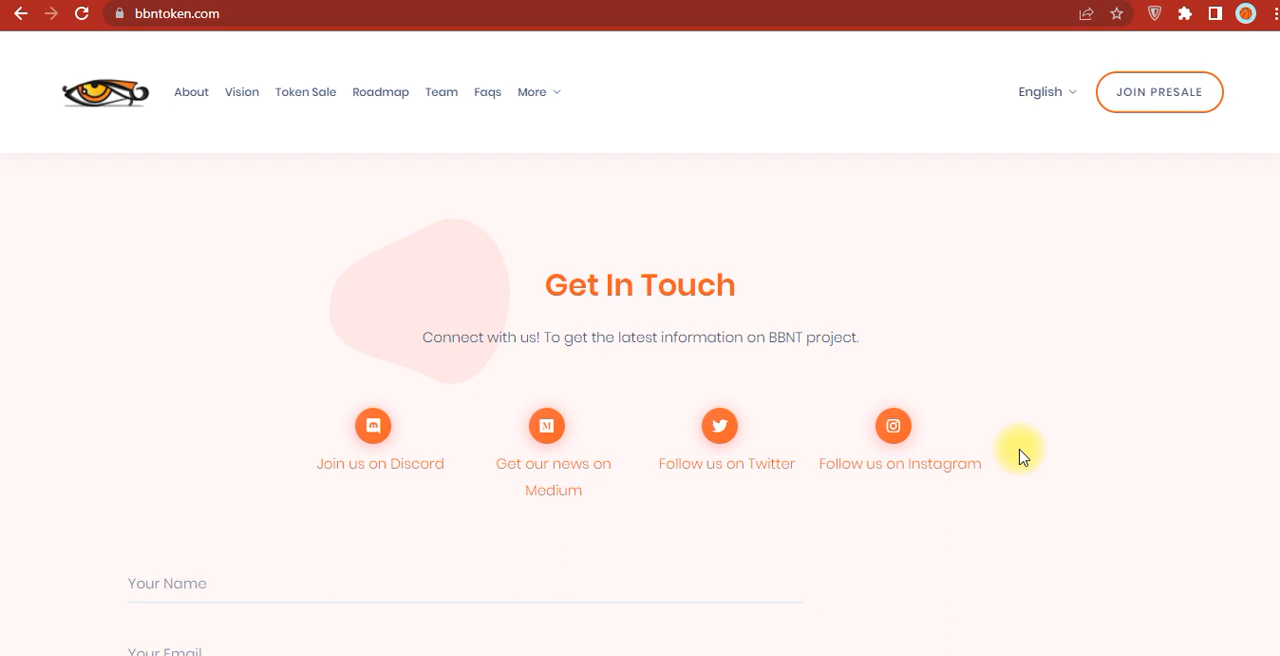 bbntoken.com
About Vision Token Sale Roadmap Team Faqs More English JOIN PRESALE
Get In Touch
Connect with us! To get the latest information on BBNT project.
Join us on Discord Get our news on Follow us on Twitter Follow us on Instagram
Medium
Your Name
Your Email